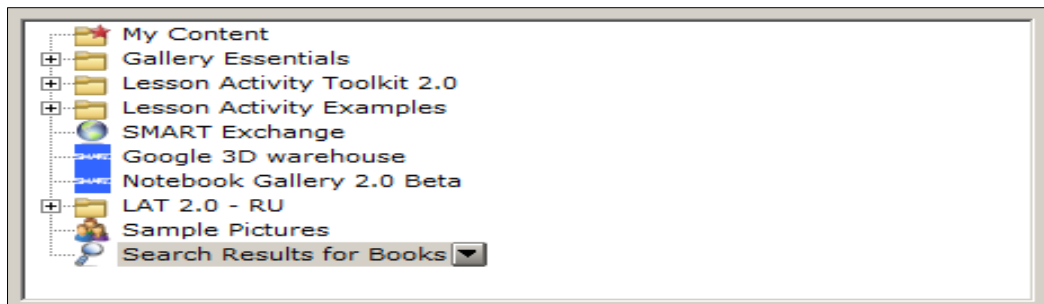 My Content
Gallery Essentials
Lesson Activity Toolkit 2.0
Lesson Activity Examples
SMART Exchange
Google 3D warehouse
Notebook Gallery 2.0 Beta
LAT 2.0 - RU
Sample Pictures
Search Results for Books